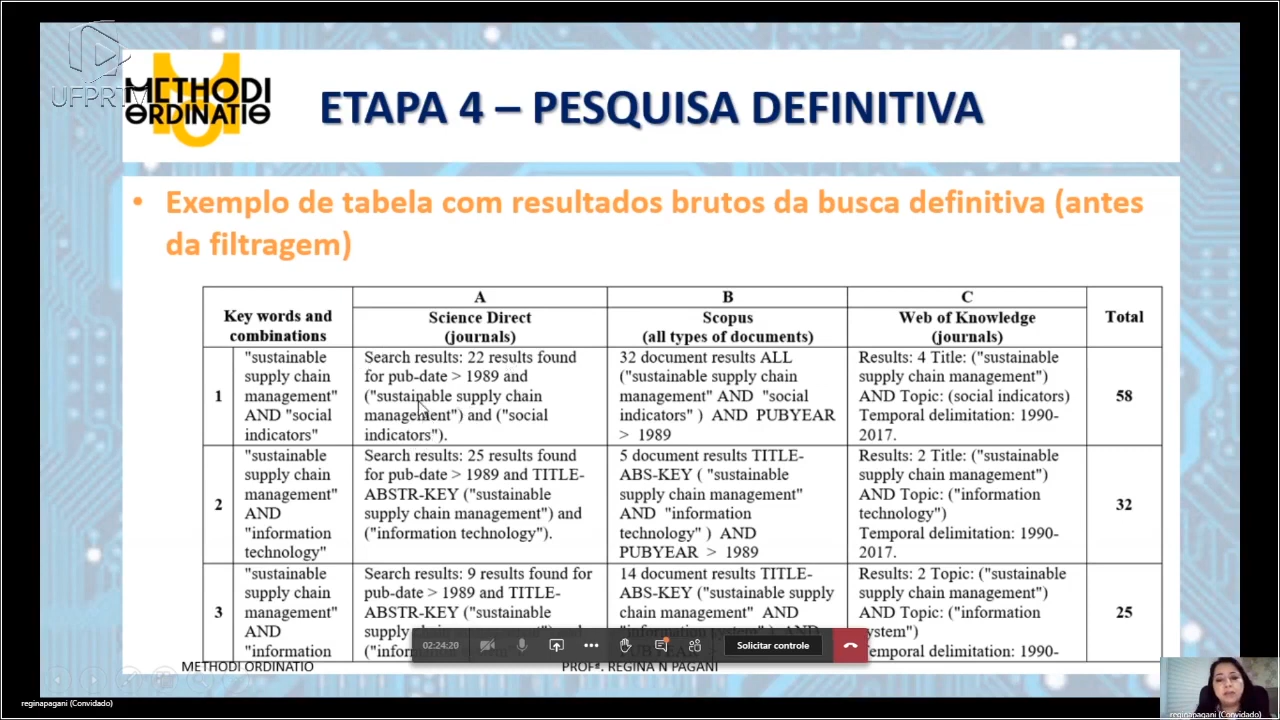 UFPRTV
METHODI
ORDINATIO
ETAPA 4 – PESQUISA DEFINITIVA
• Exemplo de tabela com resultados brutos da busca definitiva (antes
da filtragem)
Key words and
combinations
A
B
C
Total
Science Direct
(journals)
Scopus
(all types of documents)
Web of Knowledge
(journals)
1
"sustainable
supply chain
management"
AND "social
indicators"
Search results: 22 results found
for pub-date > 1989 and
("sustainable supply chain
management") and ("social
indicators").
32 document results ALL
("sustainable supply chain
management" AND "social
indicators" ) AND PUBYEAR
> 1989
Results: 4 Title: ("sustainable
supply chain management")
AND Topic: (social indicators)
Temporal delimitation: 1990-
2017.
58
2
"sustainable
supply chain
management"
AND
"information
technology"
Search results: 25 results found
for pub-date > 1989 and TITLE-
ABSTR-KEY ("sustainable
supply chain management") and
("information technology").
5 document results TITLE-
ABS-KEY ( "sustainable
supply chain management"
AND "information
technology" ) AND
PUBYEAR > 1989
Results: 2 Title: ("sustainable
supply chain management")
AND Topic: ("information
technology")
Temporal delimitation: 1990-
2017.
32
3
"sustainable
supply chain
management"
AND
"information
Search results: 9 results found for
pub-date > 1989 and TITLE-
ABSTR-KEY ("sustainable
supply
14 document results TITLE-
ABS-KEY ("sustainable supply
chain management" AND
"information system" ) AND
Results: 2 Topic: ("sustainable
supply chain management")
AND Topic: ("information
system")
Temporal delimitation: 1990-
25
02:24:20
Solicitar controle
METHODI ORDINATIO
PROFª. REGINA N PAGANI
reginapagani (Convidado)
reginapagani (Convidado)